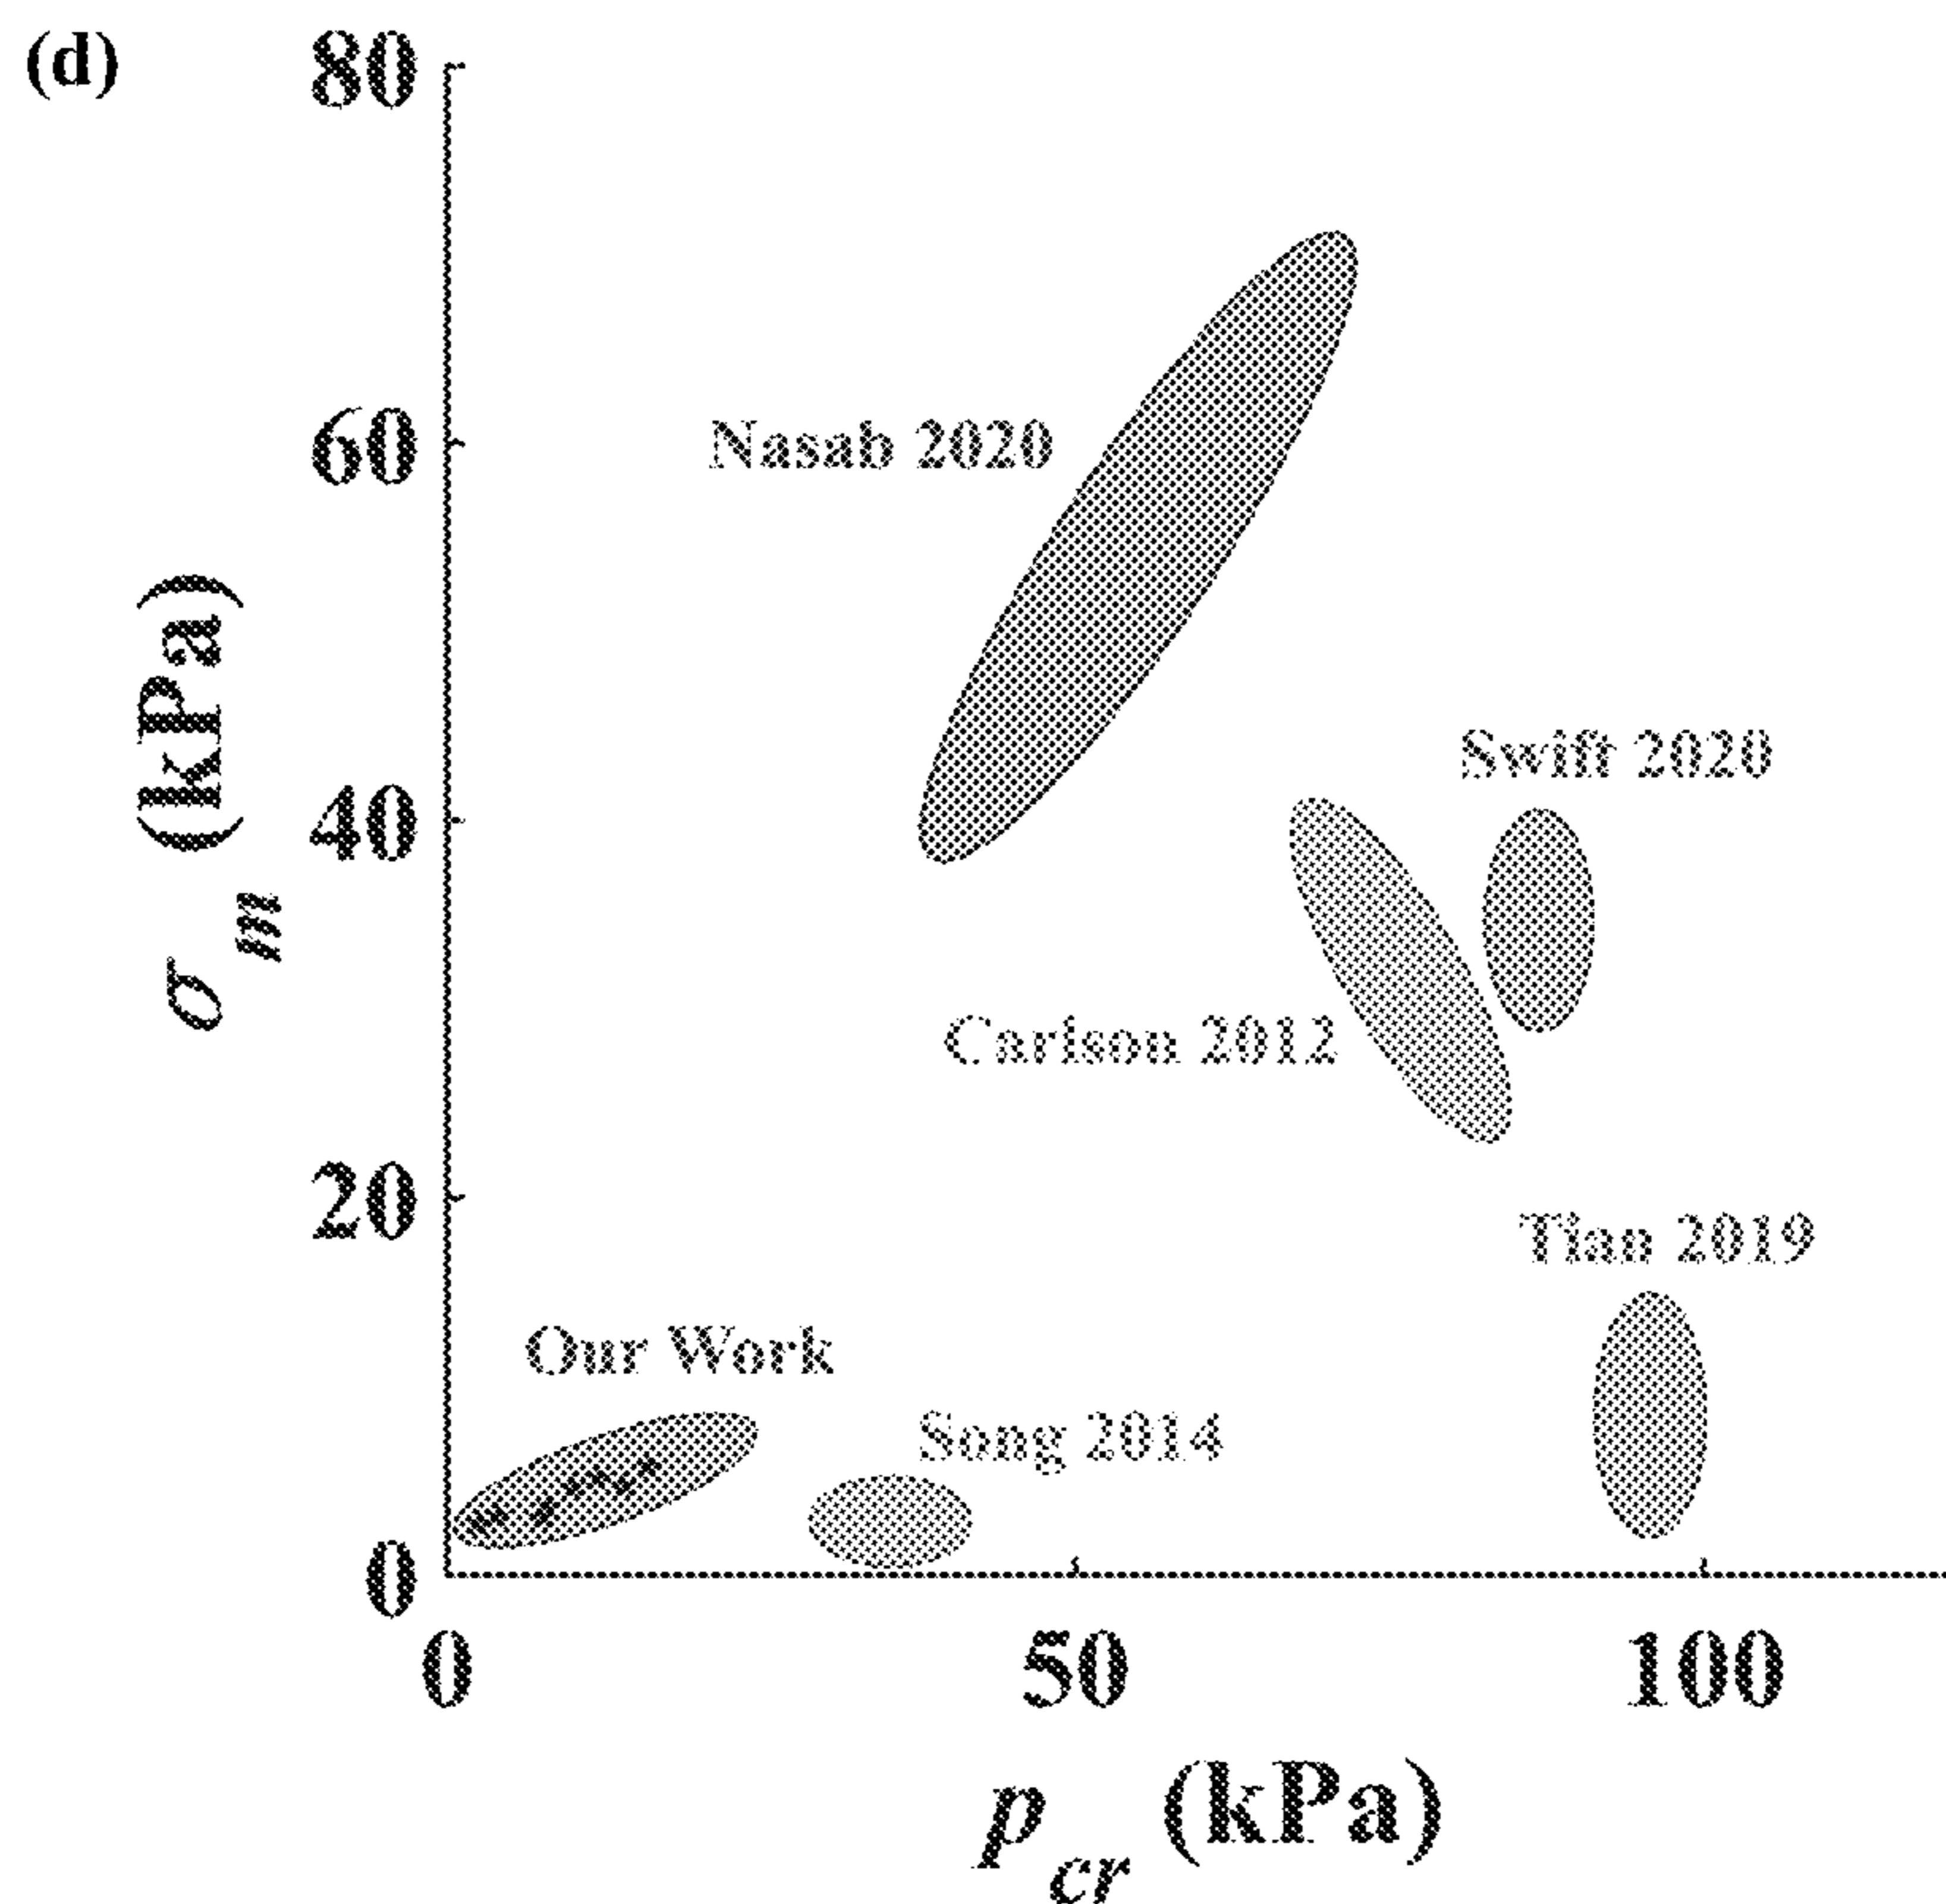 (d)
80
60
40
20
0
σm (kPa)
Nasab 2020
Swift 2020
Carlson 2012
Tian 2019
Our Work
Song 2014
0 50 100
pcr (kPa)